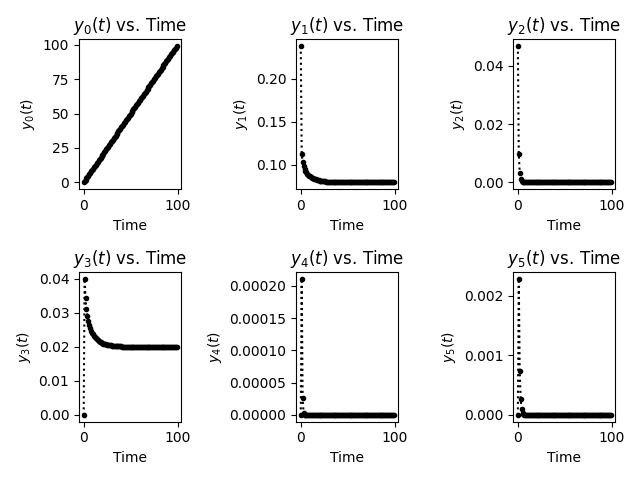 y₀(t) vs. Time
y₀(t)
100
75
50
25
0
0 100
Time
y₁(t) vs. Time
y₁(t)
0.20
0.15
0.10
0 100
Time
y₂(t) vs. Time
y₂(t)
0.04
0.02
0.00
0 100
Time
y₃(t) vs. Time
y₃(t)
0.04
0.03
0.02
0.01
0.00
0 100
Time
y₄(t) vs. Time
y₄(t)
0.00020
0.00015
0.00010
0.00005
0.00000
0 100
Time
y₅(t) vs. Time
y₅(t)
0.002
0.001
0.000
0 100
Time